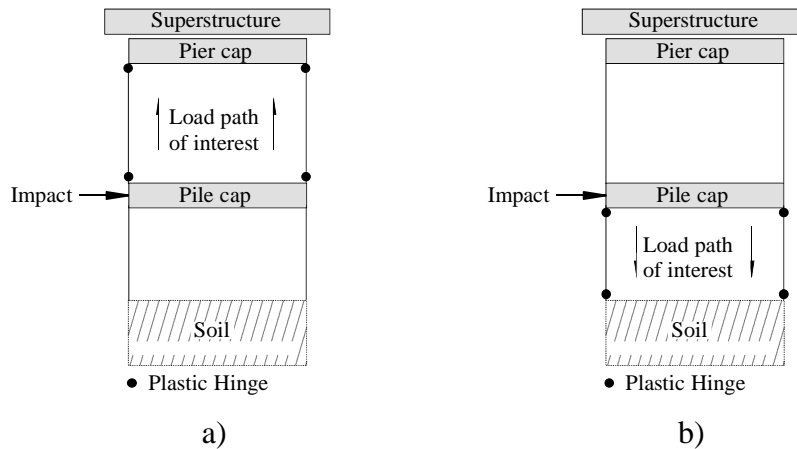 Superstructure
Pier cap
Load path
of interest
Impact
Pile cap
Soil
Plastic Hinge
a)
Superstructure
Pier cap
Impact
Pile cap
Load path
of interest
Soil
Plastic Hinge
b)